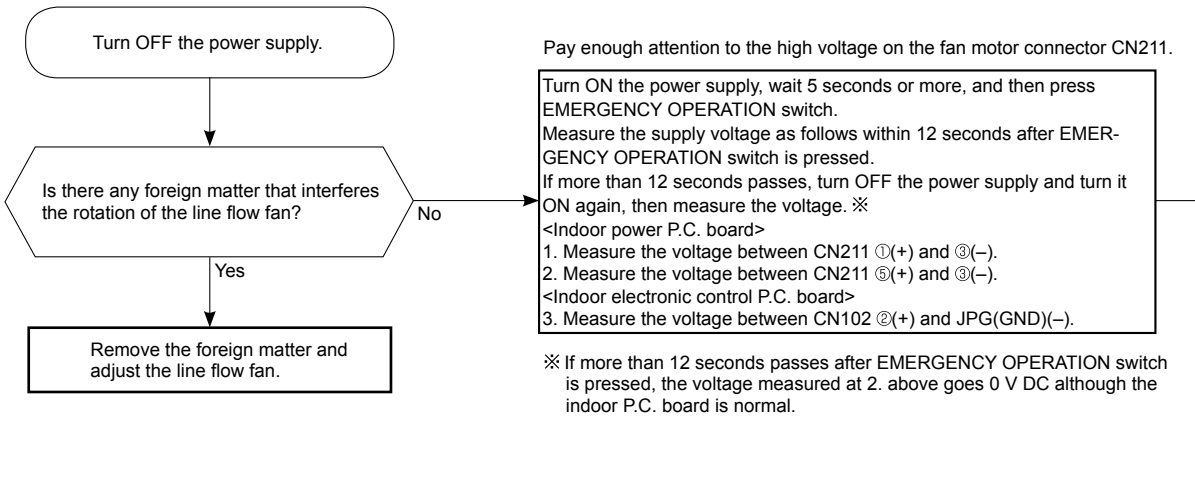 Turn OFF the power supply.
Is there any foreign matter that interferes
the rotation of the line flow fan?
No
Yes
Remove the foreign matter and
adjust the line flow fan.
Pay enough attention to the high voltage on the fan motor connector CN211.
Turn ON the power supply, wait 5 seconds or more, and then press
EMERGENCY OPERATION switch.
Measure the supply voltage as follows within 12 seconds after EMER-
GENCY OPERATION switch is pressed.
If more than 12 seconds passes, turn OFF the power supply and turn it
ON again, then measure the voltage. ※
<Indoor power P.C. board>
1. Measure the voltage between CN211 ①(+) and ③(–).
2. Measure the voltage between CN211 ⑤(+) and ③(–).
<Indoor electronic control P.C. board>
3. Measure the voltage between CN102 ②(+) and JPG(GND)(–).
※ If more than 12 seconds passes after EMERGENCY OPERATION switch
is pressed, the voltage measured at 2. above goes 0 V DC although the
indoor P.C. board is normal.